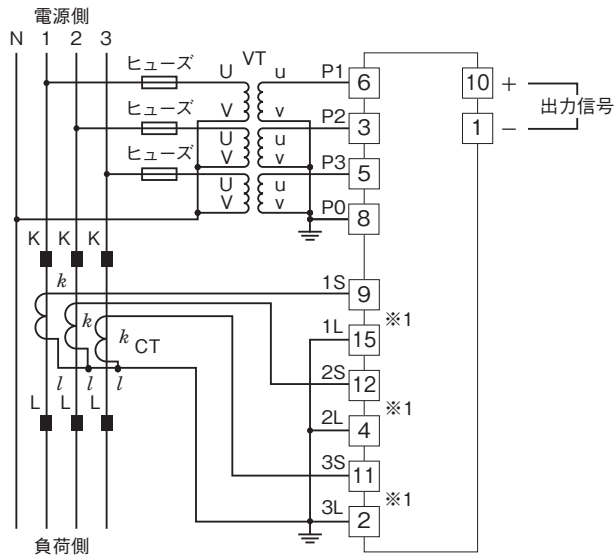 電源側
N 1 2 3
ヒューズ VT
U u P1 6 10 +
出力信号
V v P2 3 1 −
ヒューズ
U u
V v P3 5
ヒューズ
U u
V v P0 8
K K K
k 1S 9
※1
k 1L 15
k CT 2S 12
※1
l l l
L L L 2L 4
3S 11
※1
3L 2
負荷側